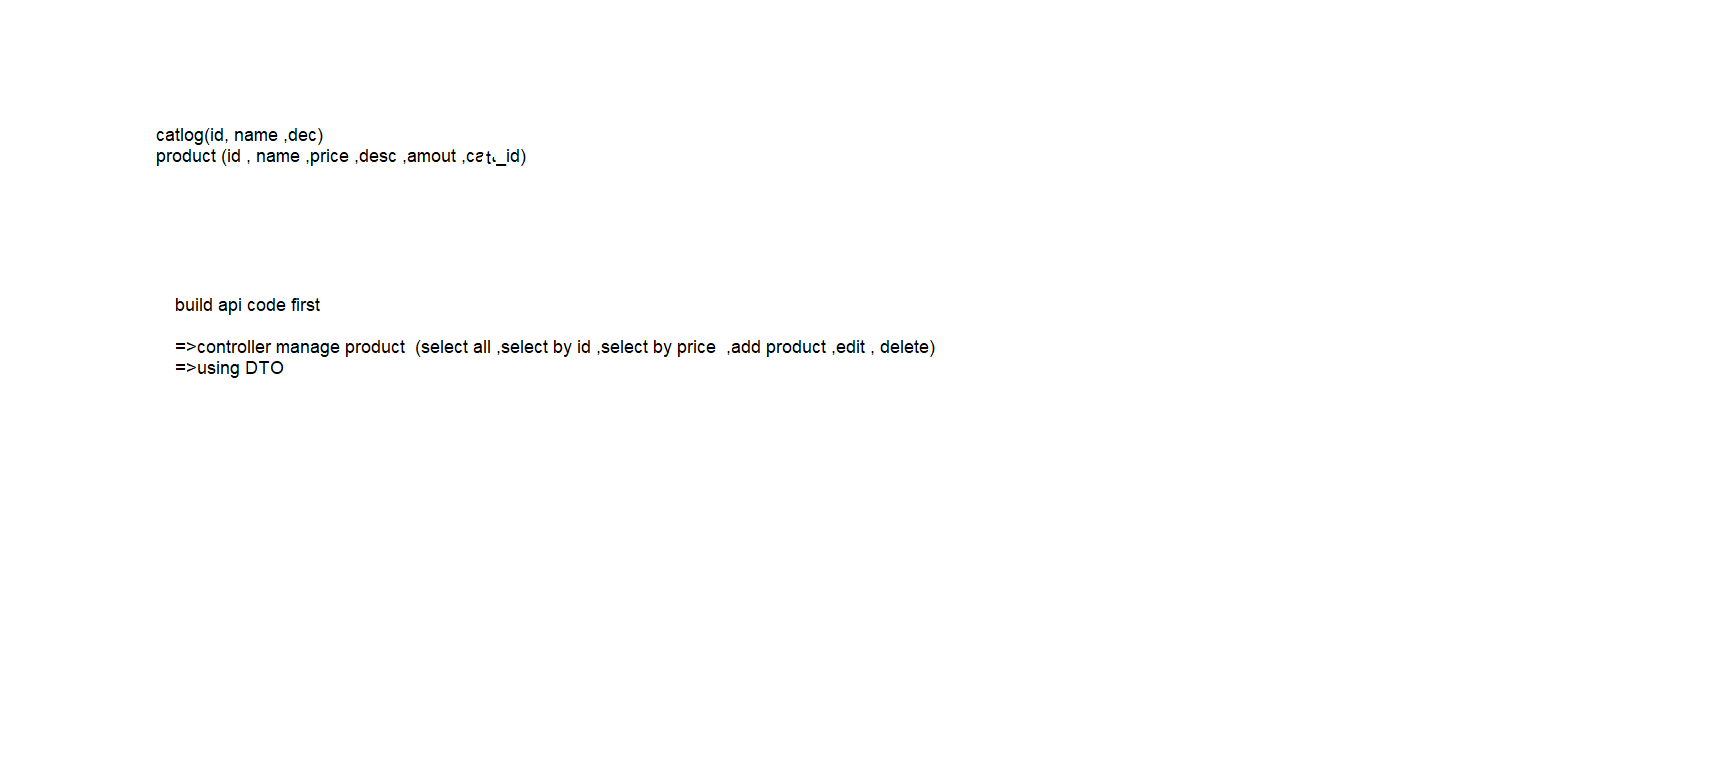 catlog(id, name ,dec)
product (id , name ,price ,desc ,amout ,
build api code first
=>controller manage product  (select all ,select by id ,select by price  ,add product ,edit , delete)
=>using DTO